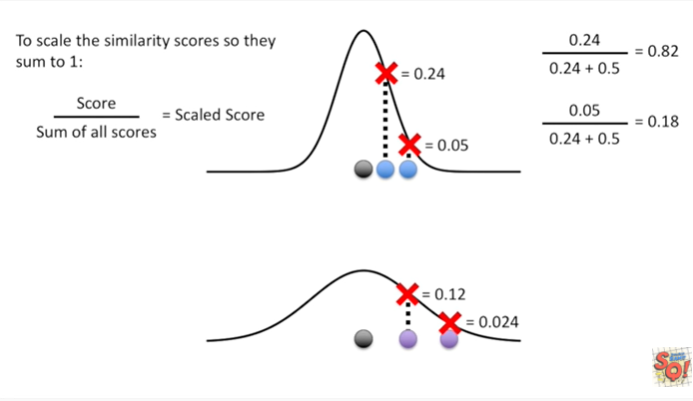 To scale the similarity scores so they
sum to 1:
Score
Sum of all scores
= Scaled Score
= 0.24
= 0.05
0.24
0.24 + 0.5
= 0.82
0.05
0.24 + 0.5
= 0.18
= 0.12
= 0.024
SQ!